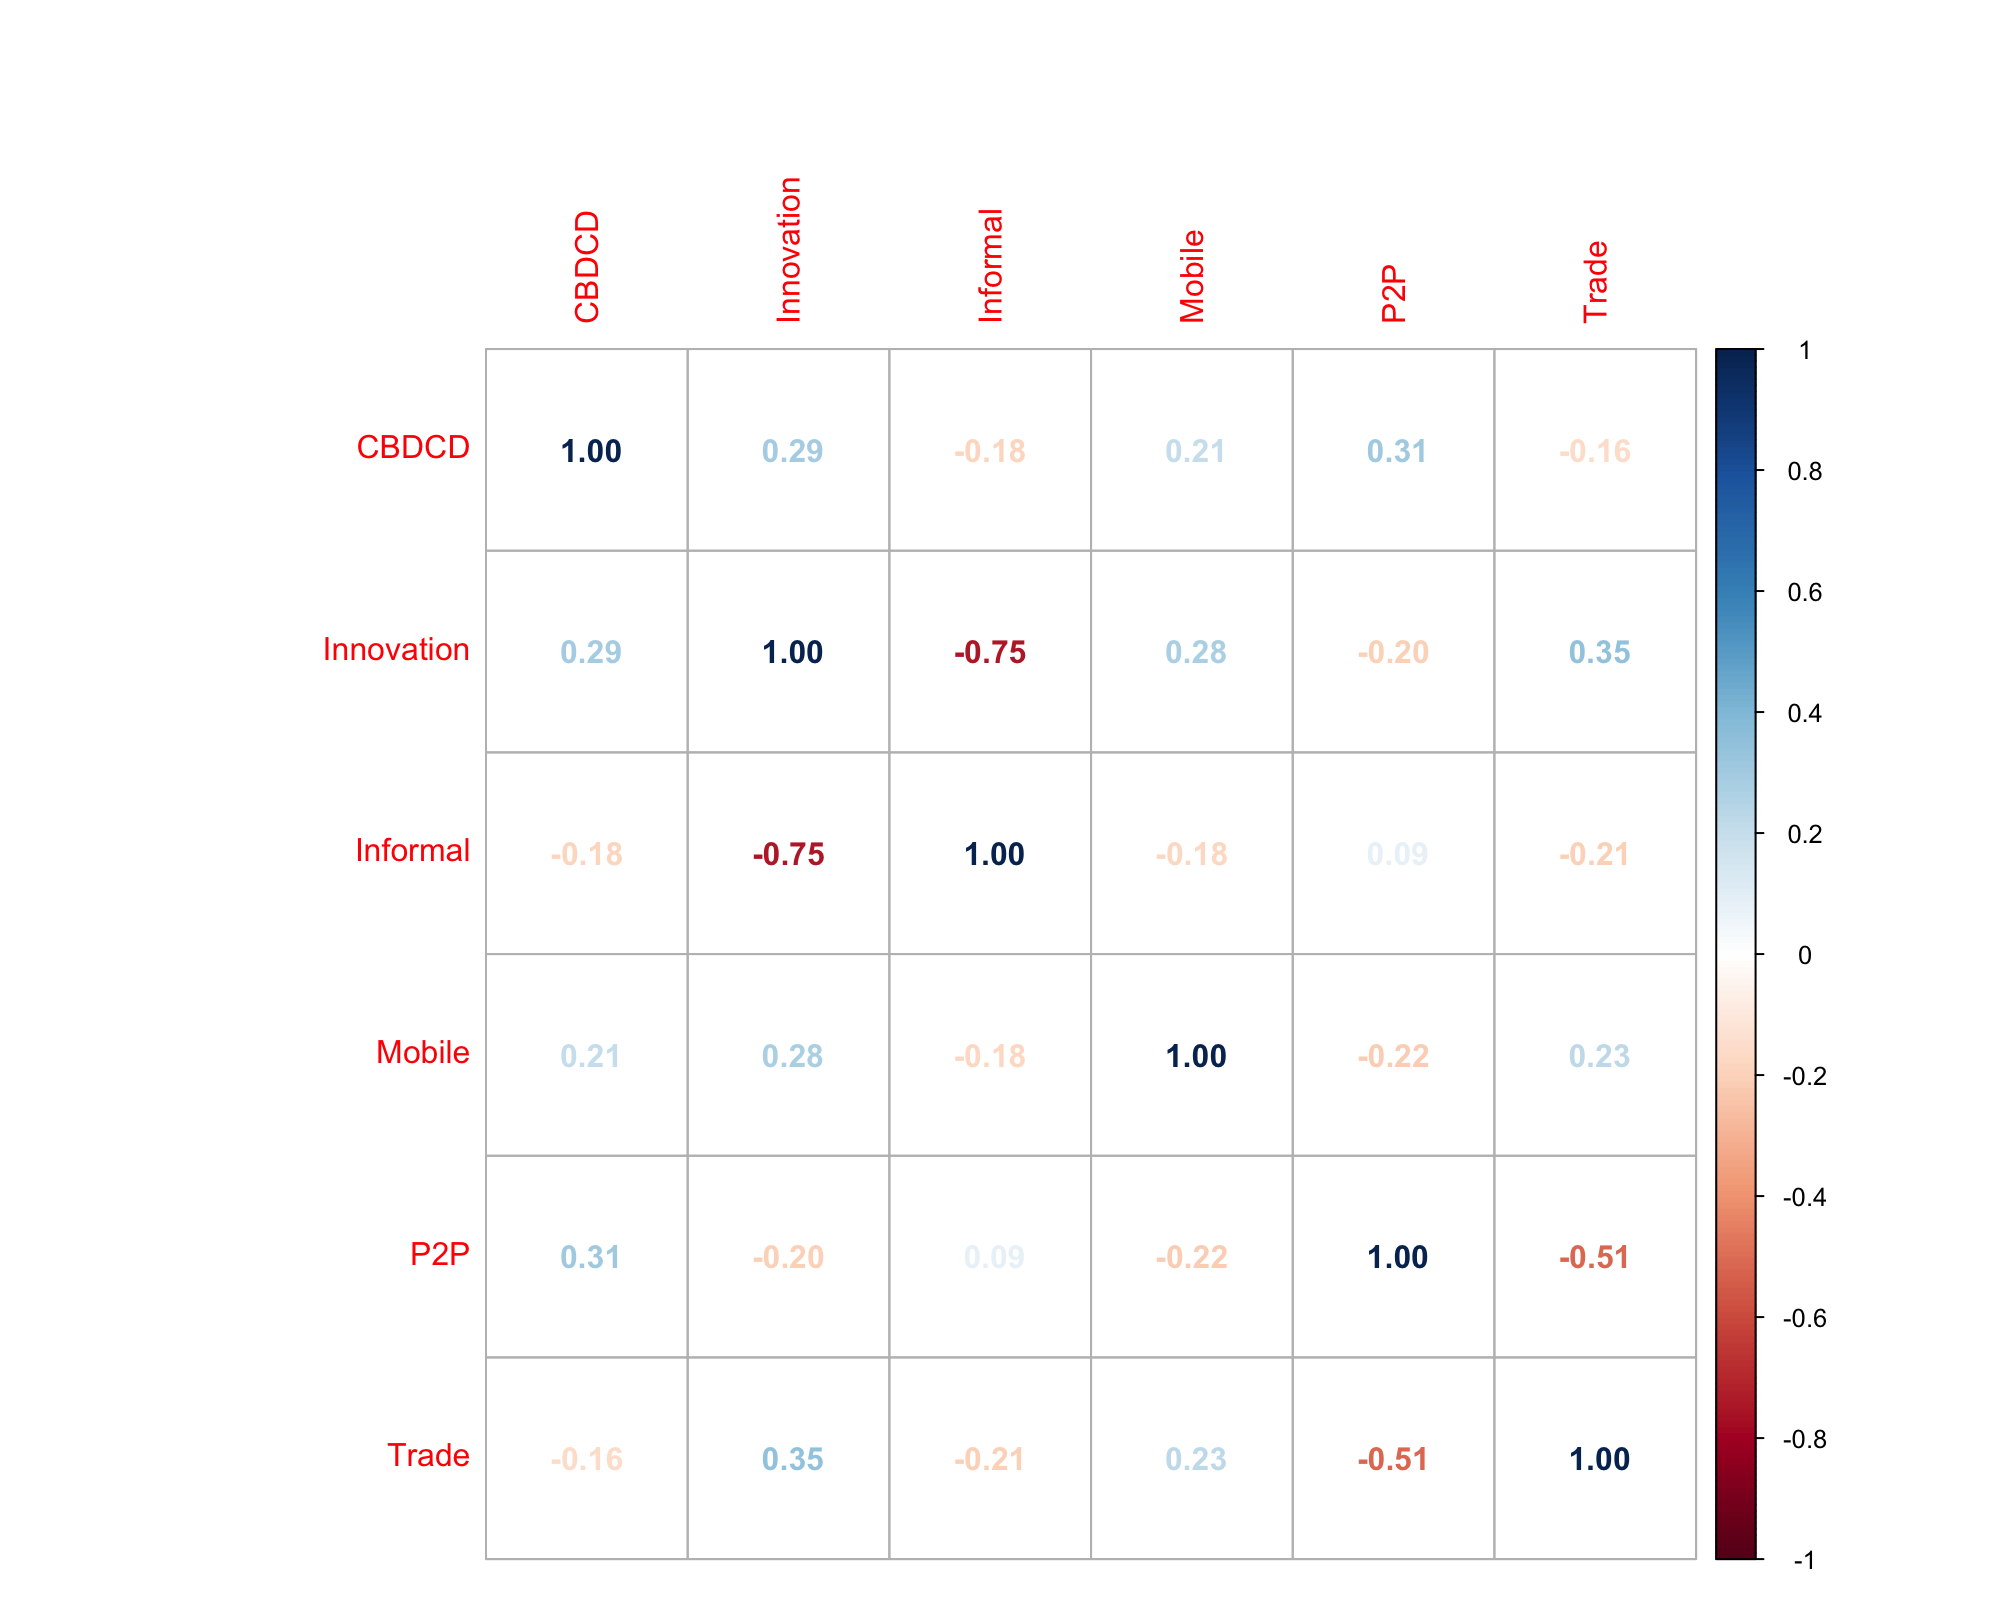 CBDCD Innovation Informal Mobile P2P Trade
1
CBDCD 1.00 0.29 -0.18 0.21 0.31 -0.16
0.8
0.6
Innovation 0.29 1.00 -0.75 0.28 -0.20 0.35
0.4
Informal -0.18 -0.75 1.00 -0.18 0.09 -0.21
0.2
0
Mobile 0.21 0.28 -0.18 1.00 -0.22 0.23
-0.2
-0.4
P2P 0.31 -0.20 0.09 -0.22 1.00 -0.51
-0.6
-0.8
Trade -0.16 0.35 -0.21 0.23 -0.51 1.00
-1